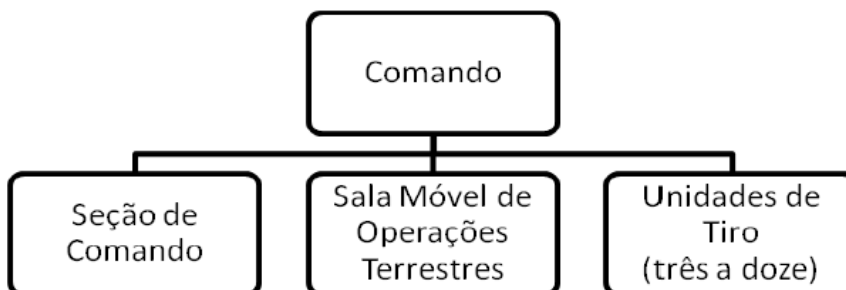 Comando
Seção de
Comando
Sala Móvel de
Operações
Terrestres
Unidades de
Tiro
(três a doze)